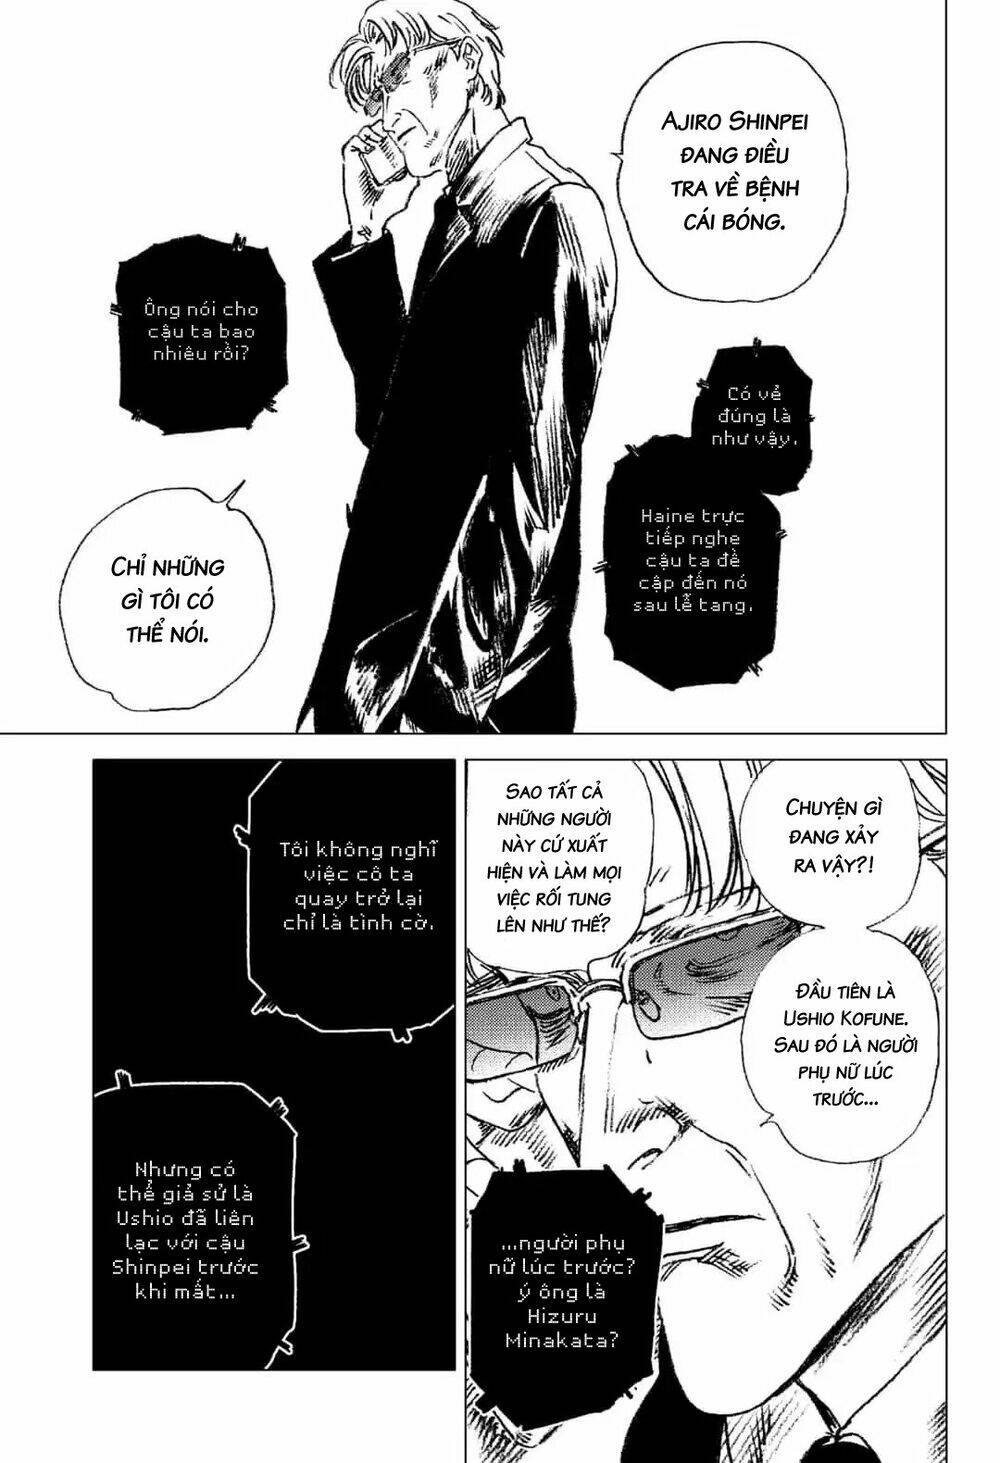 AJIRO SHINPEI
ĐANG ĐIỀU
TRA VỀ BỆNH
CÁI BÓNG.
Có vẻ
đúng là
như vậy.
Haine trực
tiếp nghe
cậu ta đề
cập đến nó
sau lễ tang.
Ông nói cho
cậu ta bao
nhiêu rồi?
CHỈ NHỮNG
GÌ TÔI CÓ
THỂ NÓI.
CHUYỆN GÌ
ĐANG XẢY
RA VẬY?!
SAO TẤT CẢ
NHỮNG NGƯỜI
NÀY CỨ XUẤT
HIỆN VÀ LÀM MỌI
VIỆC RỐI TUNG
LÊN NHƯ THẾ?
ĐẦU TIÊN LÀ
USHIO KOFUNE.
SAU ĐÓ LÀ NGƯỜI
PHỤ NỮ LÚC
TRƯỚC...
...người phụ
nữ lúc trước?
ý ông là
Hizuru
Minakata?
Tôi không nghĩ
việc cô ta
quay trở lại
chỉ là tình cờ.
Nhưng có
thể giả sử là
Ushio đã liên
lạc với cậu
Shinpei trước
khi mất...